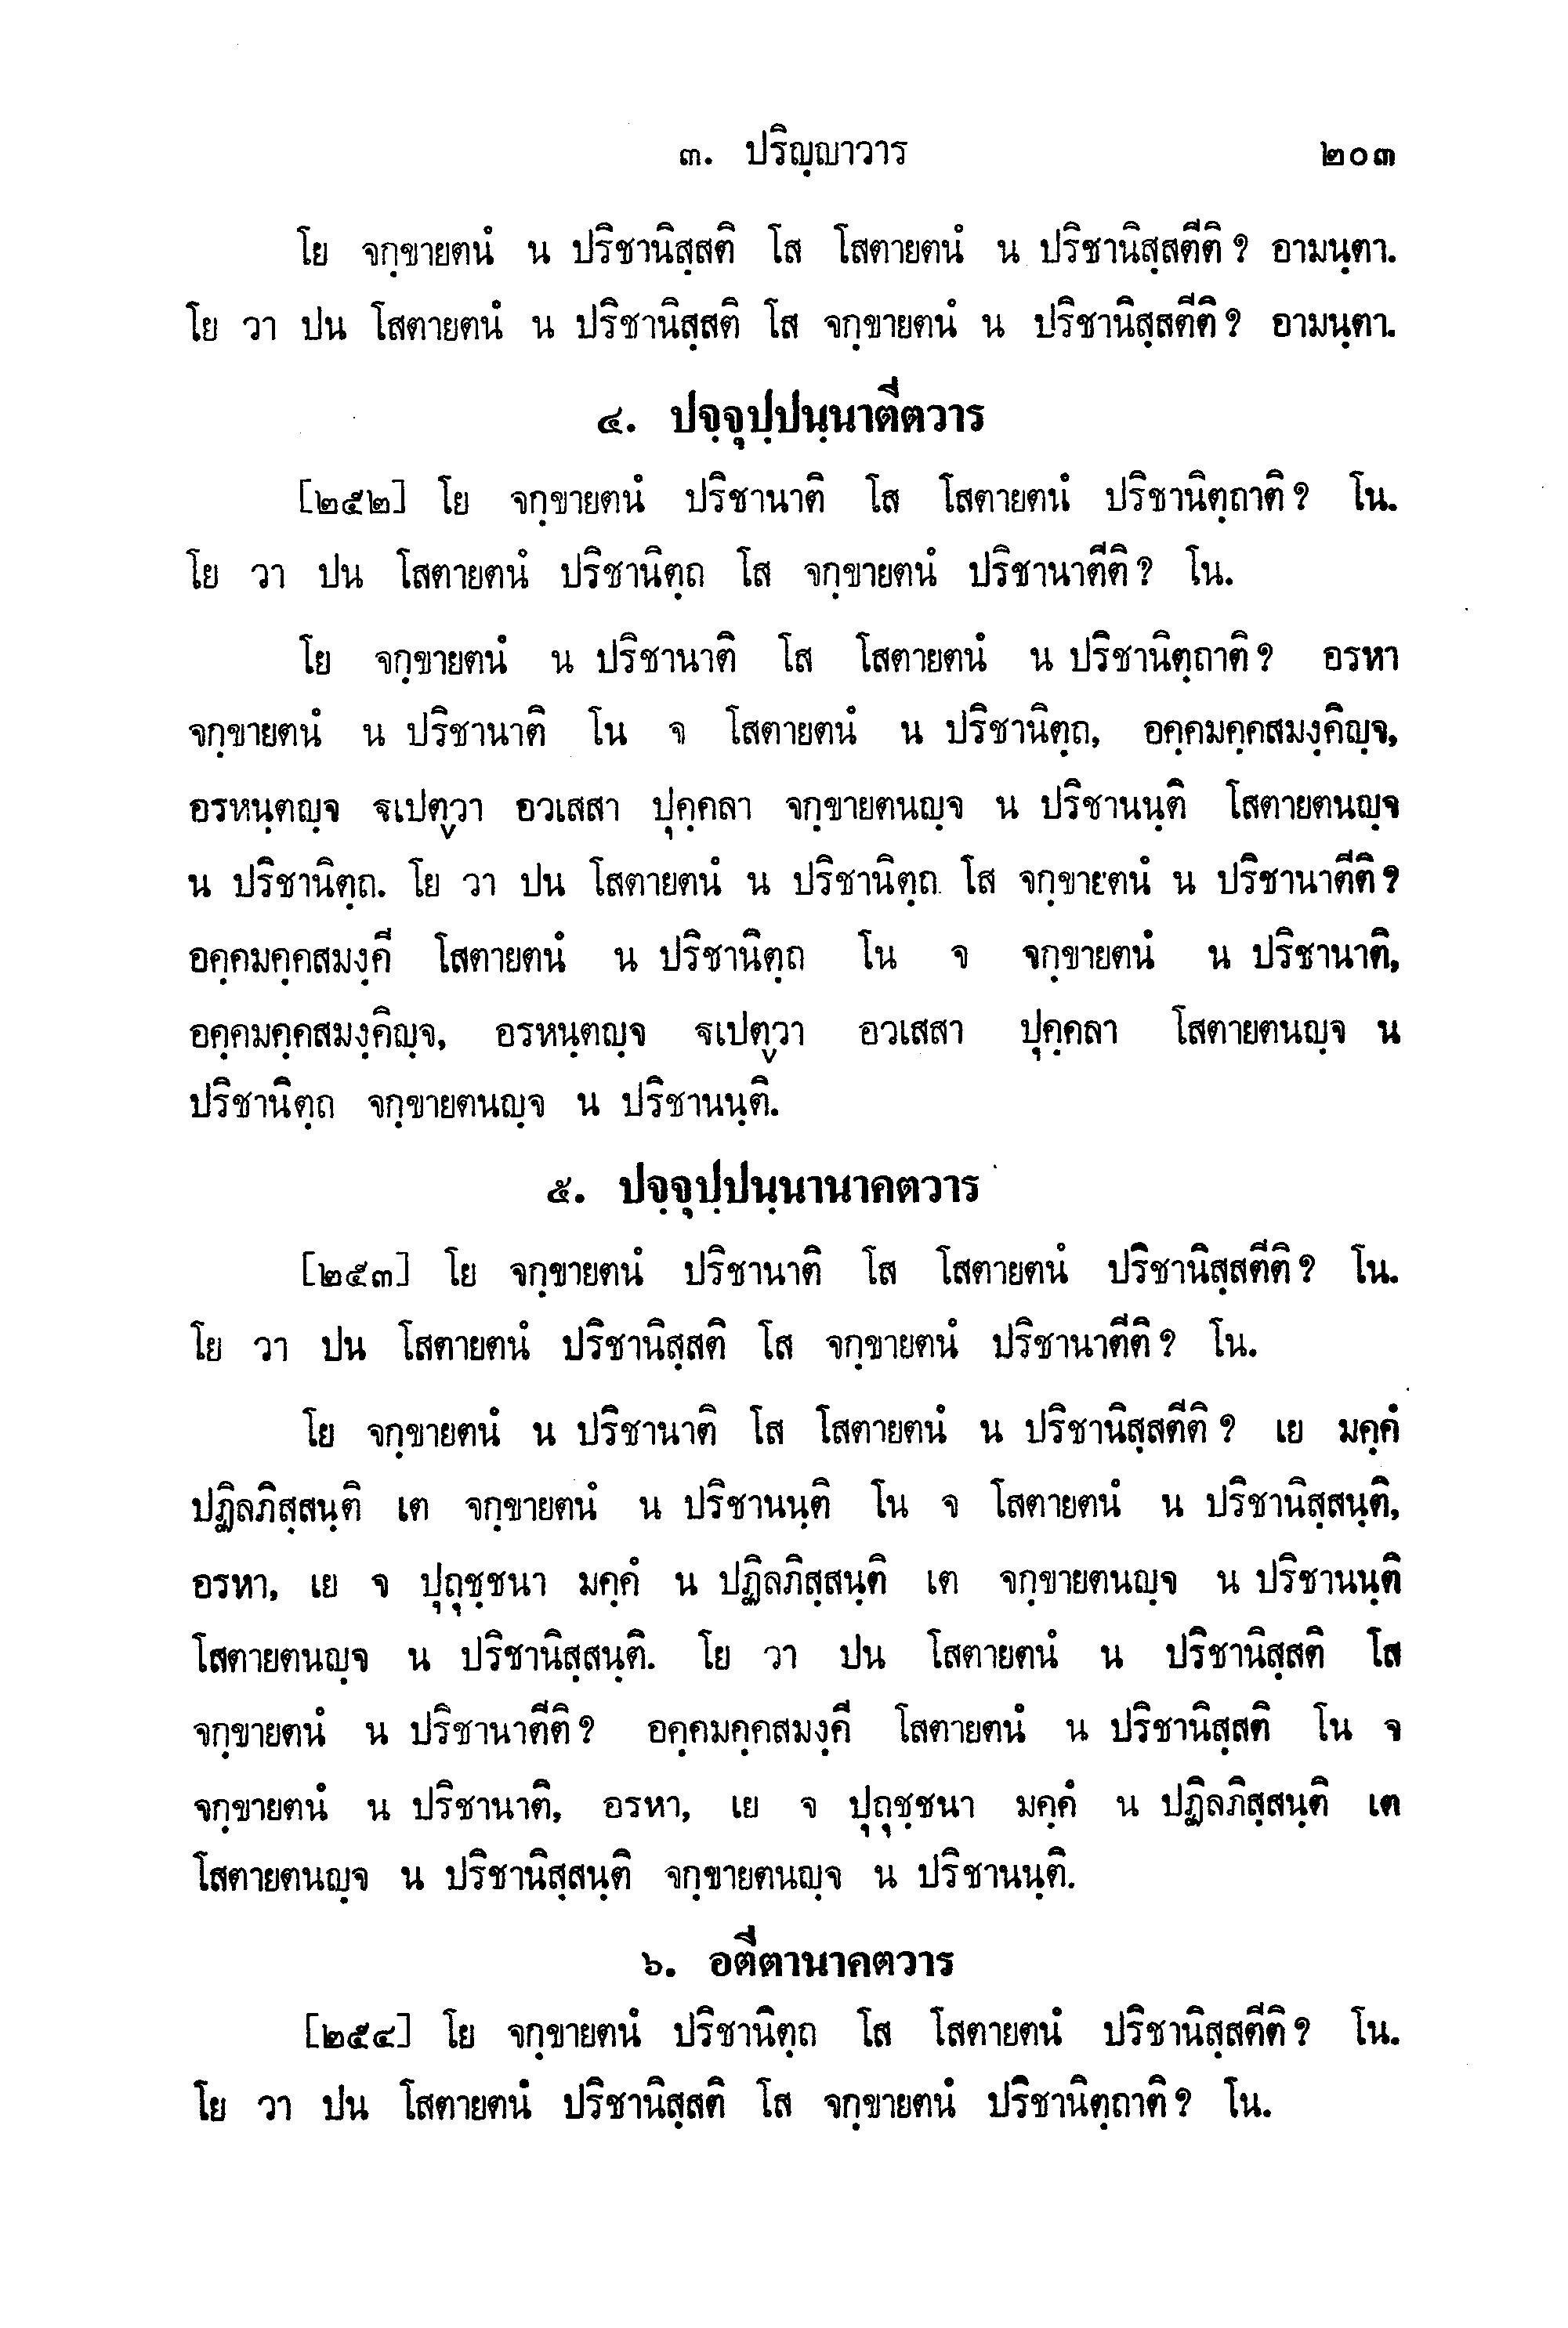 ๓. ปริญฺญาวาร ๒๐๓
โย จกฺขายตนํ น ปริชานิสฺสติ โส โสตายตนํ น ปริชานิสฺสตีติ ? อามนฺตา.
โย วา ปน โสตายตนํ น ปริชานิสฺสติ โส จกฺขายตนํ น ปริชานิสฺสตีติ ? อามนฺตา.
๔. ปจฺจุปฺปนฺนาตีตวาร
[๒๕๒] โย จกฺขายตนํ ปริชานาติ โส โสตายตนํ ปริชานิตฺถาติ ? โน.
โย วา ปน โสตายตนํ ปริชานิตฺถ โส จกฺขายตนํ ปริชานาตีติ ? โน.
โย จกฺขายตนํ น ปริชานาติ โส โสตายตนํ น ปริชานิตฺถาติ ? อรหา
จกฺขายตนํ น ปริชานาติ โน จ โสตายตนํ น ปริชานิตฺถ, อคฺคมคฺคสมงฺคิญฺจ,
อรหนฺตญฺจ ฐเปตฺวา อวเสสา ปุคฺคลา จกฺขายตนญฺจ น ปริชานนฺติ โสตายตนญฺจ
น ปริชานิตฺถ. โย วา ปน โสตายตนํ น ปริชานิตฺถ โส จกฺขายตนํ น ปริชานาตีติ ?
อคฺคมคฺคสมงฺคี โสตายตนํ น ปริชานิตฺถ โน จ จกฺขายตนํ น ปริชานาติ,
อคฺคมคฺคสมงฺคิญฺจ, อรหนฺตญฺจ ฐเปตฺวา อวเสสา ปุคฺคลา โสตายตนญฺจ น
ปริชานิตฺถ จกฺขายตนญฺจ น ปริชานนฺติ.
๕. ปจฺจุปฺปนฺนานาคตวาร
[๒๕๓] โย จกฺขายตนํ ปริชานาติ โส โสตายตนํ ปริชานิสฺสตีติ ? โน.
โย วา ปน โสตายตนํ ปริชานิสฺสติ โส จกฺขายตนํ ปริชานาตีติ ? โน.
โย จกฺขายตนํ น ปริชานาติ โส โสตายตนํ น ปริชานิสฺสตีติ ? เย มคฺคํ
ปฏิลภิสฺสนฺติ เต จกฺขายตนํ น ปริชานนฺติ โน จ โสตายตนํ น ปริชานิสฺสนฺติ,
อรหา, เย จ ปุถุชฺชนา มคฺคํ น ปฏิลภิสฺสนฺติ เต จกฺขายตนญฺจ น ปริชานนฺติ
โสตายตนญฺจ น ปริชานิสฺสนฺติ. โย วา ปน โสตายตนํ น ปริชานิสฺสติ โส
จกฺขายตนํ น ปริชานาตีติ ? อคฺคมคฺคสมงฺคี โสตายตนํ น ปริชานิสฺสติ โน จ
จกฺขายตนํ น ปริชานาติ, อรหา, เย จ ปุถุชฺชนา มคฺคํ น ปฏิลภิสฺสนฺติ เต
โสตายตนญฺจ น ปริชานิสฺสนฺติ จกฺขายตนญฺจ น ปริชานนฺติ.
๖. อตีตานาคตวาร
[๒๕๔] โย จกฺขายตนํ ปริชานิตฺถ โส โสตายตนํ ปริชานิสฺสตีติ ? โน.
โย วา ปน โสตายตนํ ปริชานิสฺสติ โส จกฺขายตนํ ปริชานิตฺถาติ ? โน.